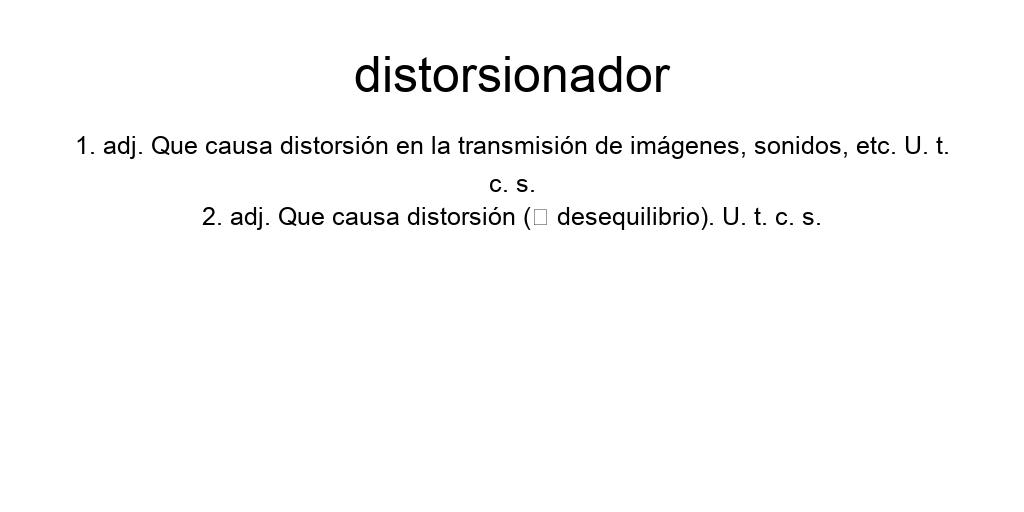 distorsionador
1. adj. Que causa distorsión en la transmisión de imágenes, sonidos, etc. U. t.
c. s.
2. adj. Que causa distorsión (□ desequilibrio). U. t. c. s.